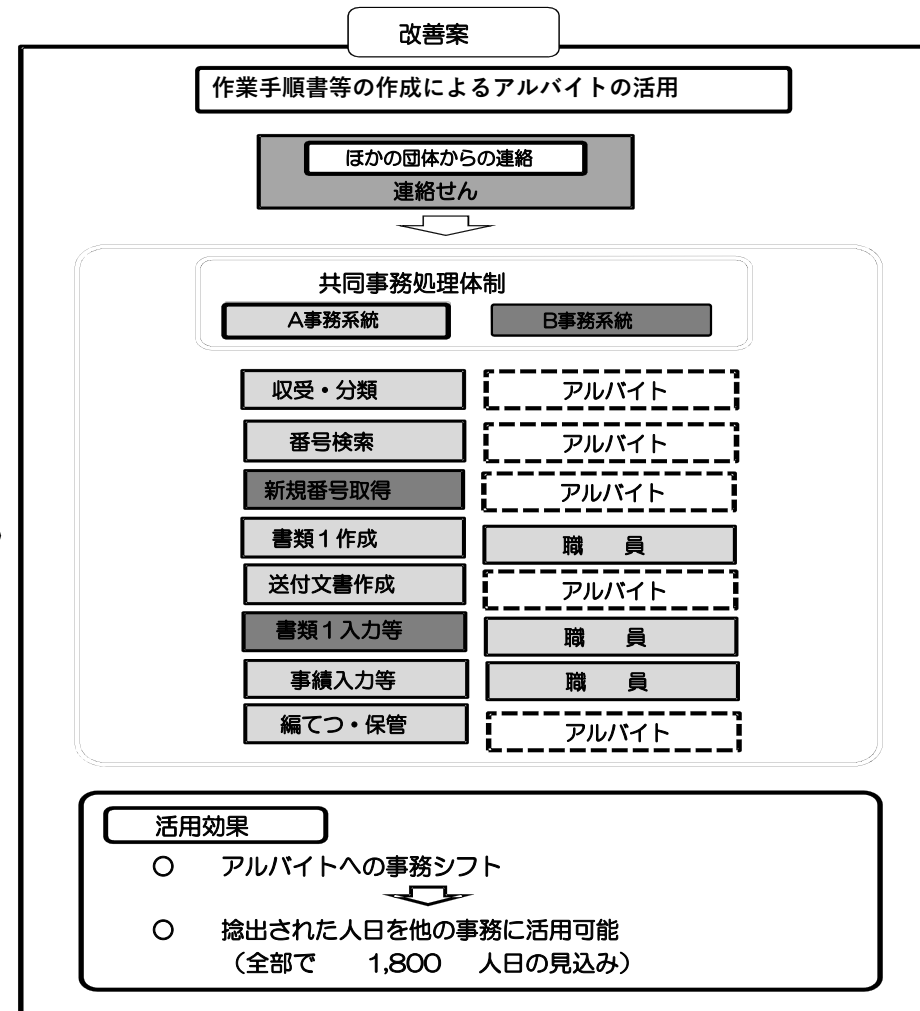 改善案
作業手順書等の作成によるアルバイトの活用
ほかの団体からの連絡
連絡せん
共同事務処理体制
A事務系統 B事務系統
収受・分類 アルバイト
番号検索 アルバイト
新規番号取得 アルバイト
書類1作成 職 員
送付文書作成 アルバイト
書類1入力等 職 員
事績入力等 職 員
編てつ・保管 アルバイト
活用効果
○ アルバイトへの事務シフト
○ 捻出された人日を他の事務に活用可能
(全部で 1,800 人日の見込み)